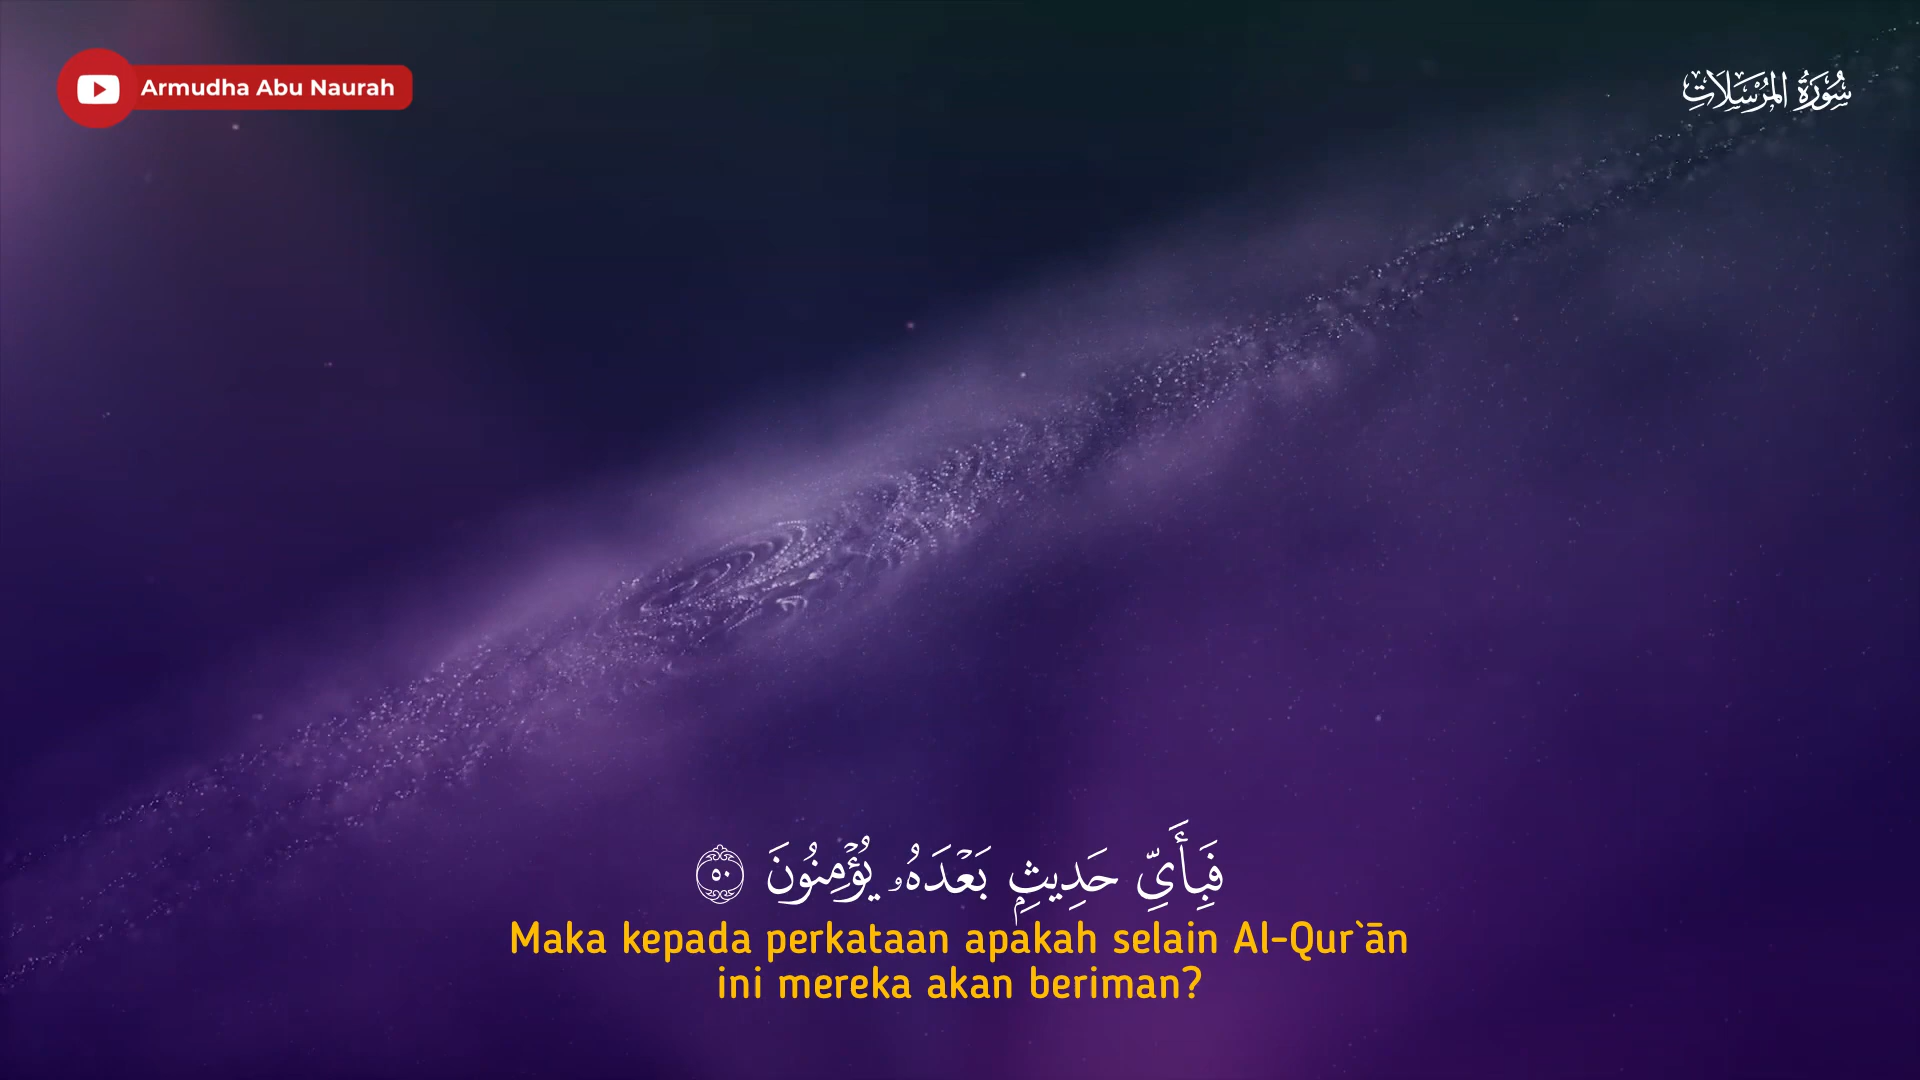 Armudha Abu Naurah
سُورَةُ المُرْسَلَاتِ
فَبِأَيِّ حَدِيثٍۭ بَعْدَهُۥ يُؤْمِنُونَ ۝٥٠
Maka kepada perkataan apakah selain Al-Qur`ān
ini mereka akan beriman?